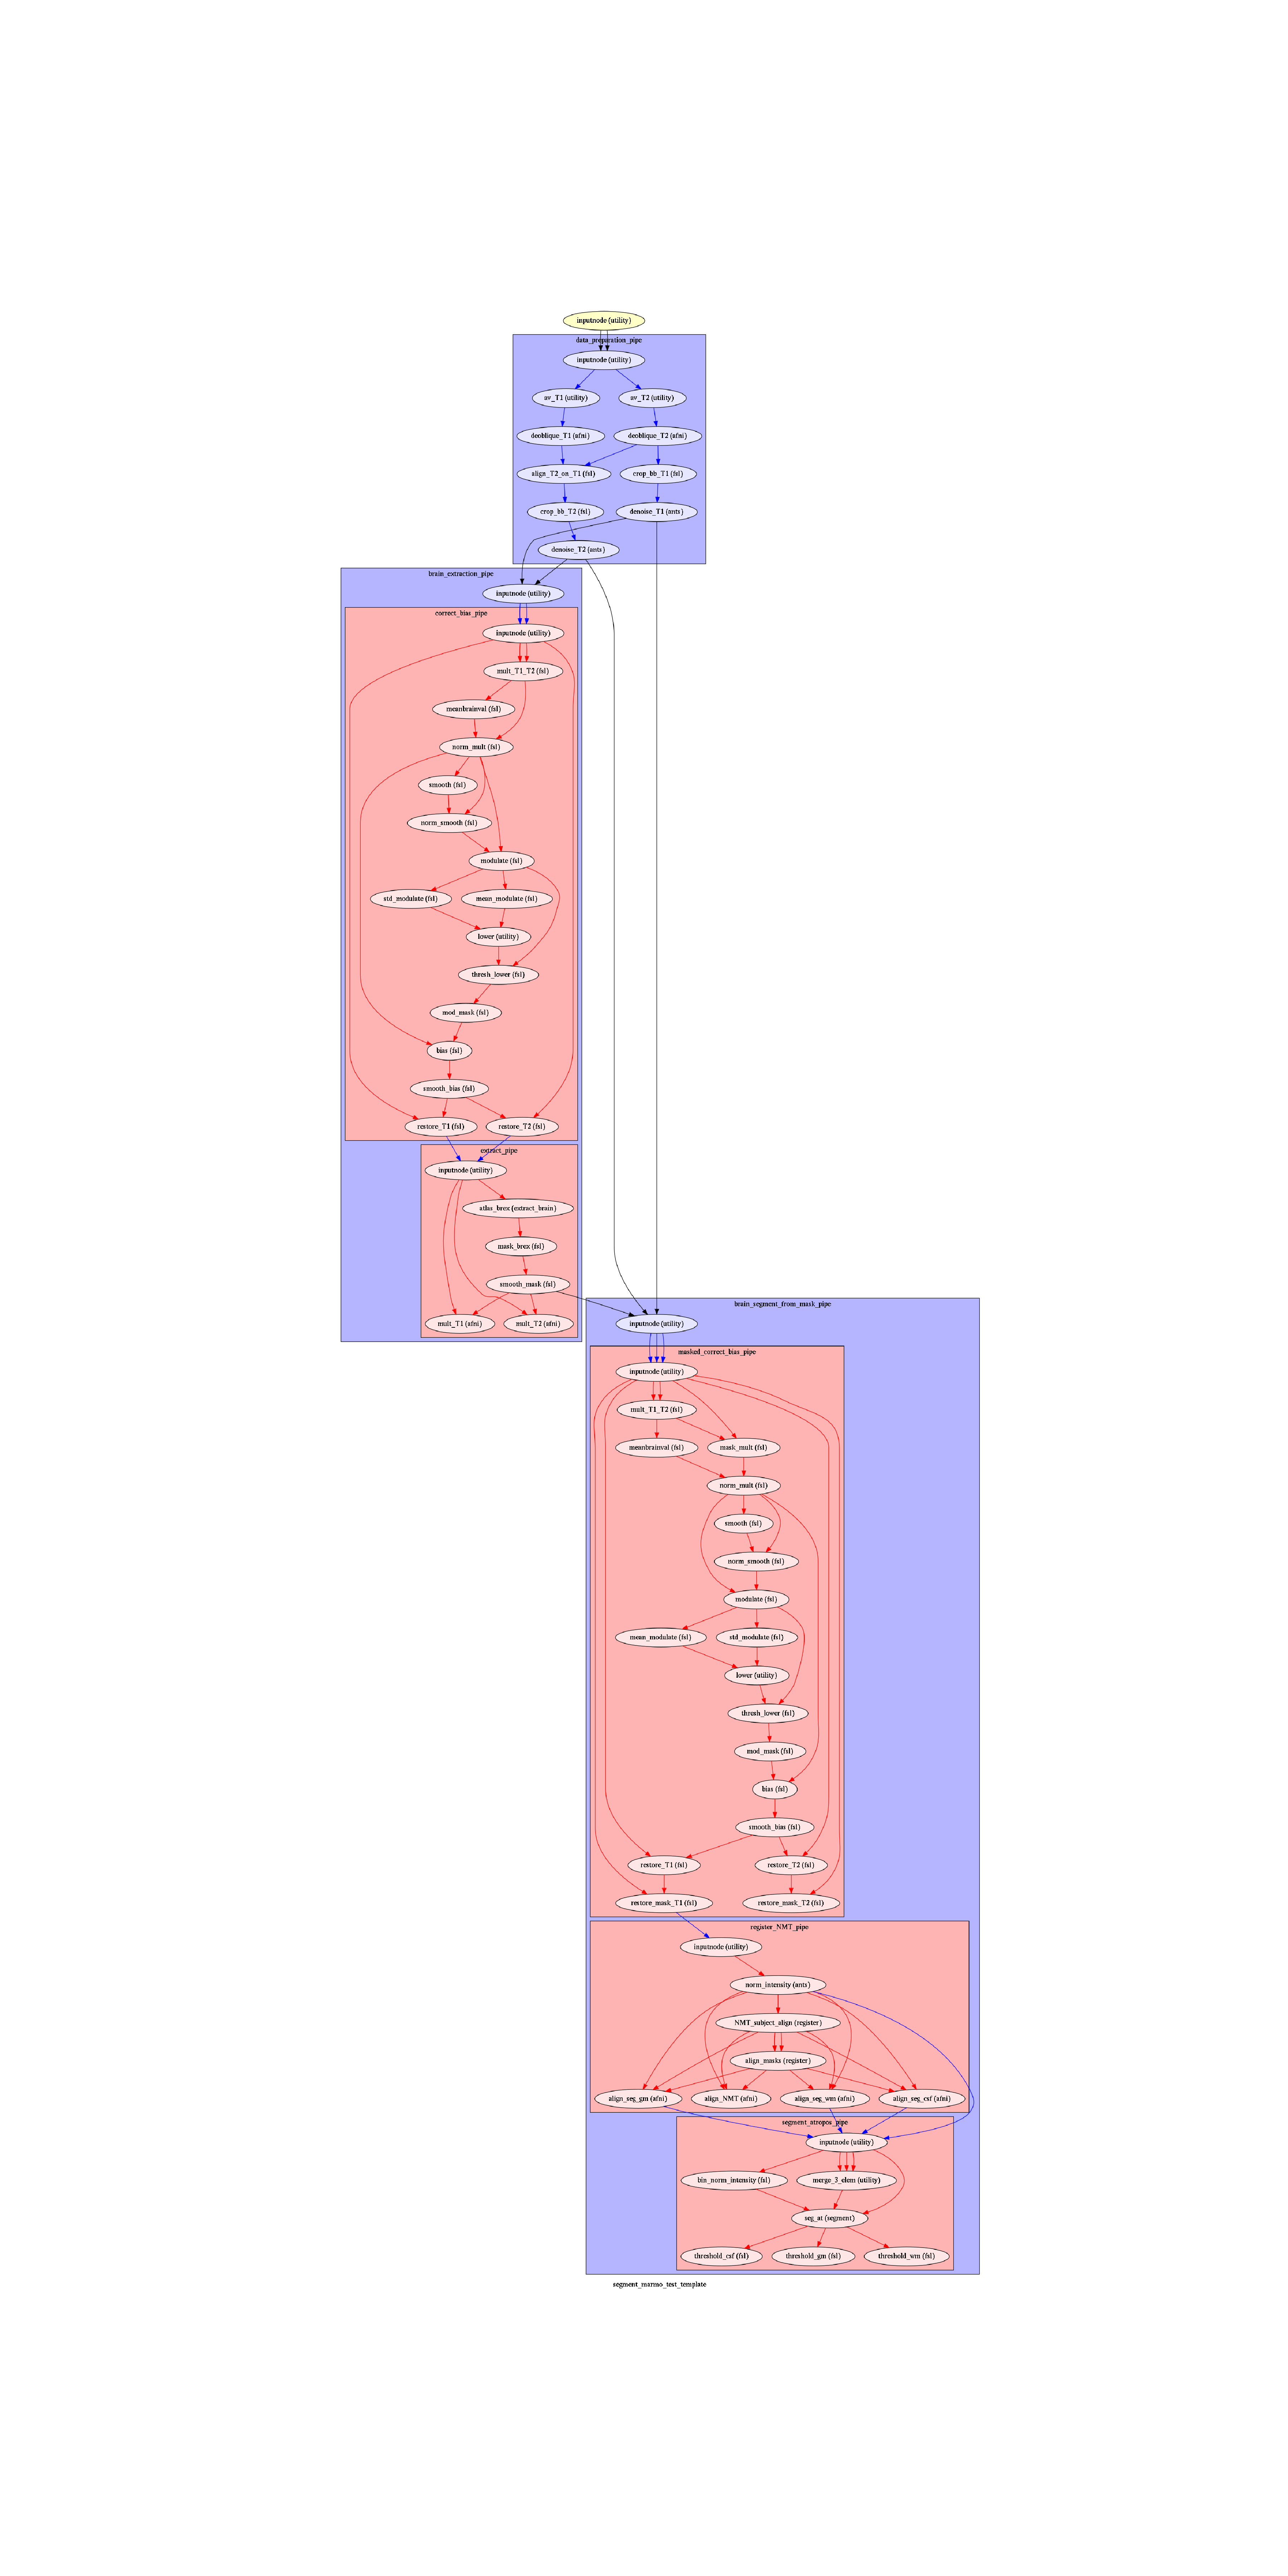 inputnode (utility)
data_preparation_pipe
inputnode (utility)
av_T1 (utility)
av_T2 (utility)
deoblique_T1 (afni)
deoblique_T2 (afni)
align_T2_on_T1 (fsl)
crop_bb_T1 (fsl)
crop_bb_T2 (fsl)
denoise_T1 (ants)
denoise_T2 (ants)
brain_extraction_pipe
inputnode (utility)
correct_bias_pipe
inputnode (utility)
mult_T1_T2 (fsl)
meanbrainval (fsl)
norm_mult (fsl)
smooth (fsl)
norm_smooth (fsl)
modulate (fsl)
std_modulate (fsl)
mean_modulate (fsl)
lower (utility)
thresh_lower (fsl)
mod_mask (fsl)
bias (fsl)
smooth_bias (fsl)
restore_T1 (fsl)
restore_T2 (fsl)
extract_pipe
inputnode (utility)
atlas_brex (extract_brain)
mask_brex (fsl)
smooth_mask (fsl)
mult_T1 (afni)
mult_T2 (afni)
brain_segment_from_mask_pipe
inputnode (utility)
masked_correct_bias_pipe
inputnode (utility)
mult_T1_T2 (fsl)
meanbrainval (fsl)
mask_mult (fsl)
norm_mult (fsl)
smooth (fsl)
norm_smooth (fsl)
modulate (fsl)
mean_modulate (fsl)
std_modulate (fsl)
lower (utility)
thresh_lower (fsl)
mod_mask (fsl)
bias (fsl)
smooth_bias (fsl)
restore_T1 (fsl)
restore_T2 (fsl)
restore_mask_T1 (fsl)
restore_mask_T2 (fsl)
register_NMT_pipe
inputnode (utility)
norm_intensity (ants)
NMT_subject_align (register)
align_masks (register)
align_seg_gm (afni)
align_NMT (afni)
align_seg_wm (afni)
align_seg_csf (afni)
segment_atropos_pipe
inputnode (utility)
bin_norm_intensity (fsl)
merge_3_elem (utility)
seg_at (segment)
threshold_csf (fsl)
threshold_gm (fsl)
threshold_wm (fsl)
segment_marmo_test_template